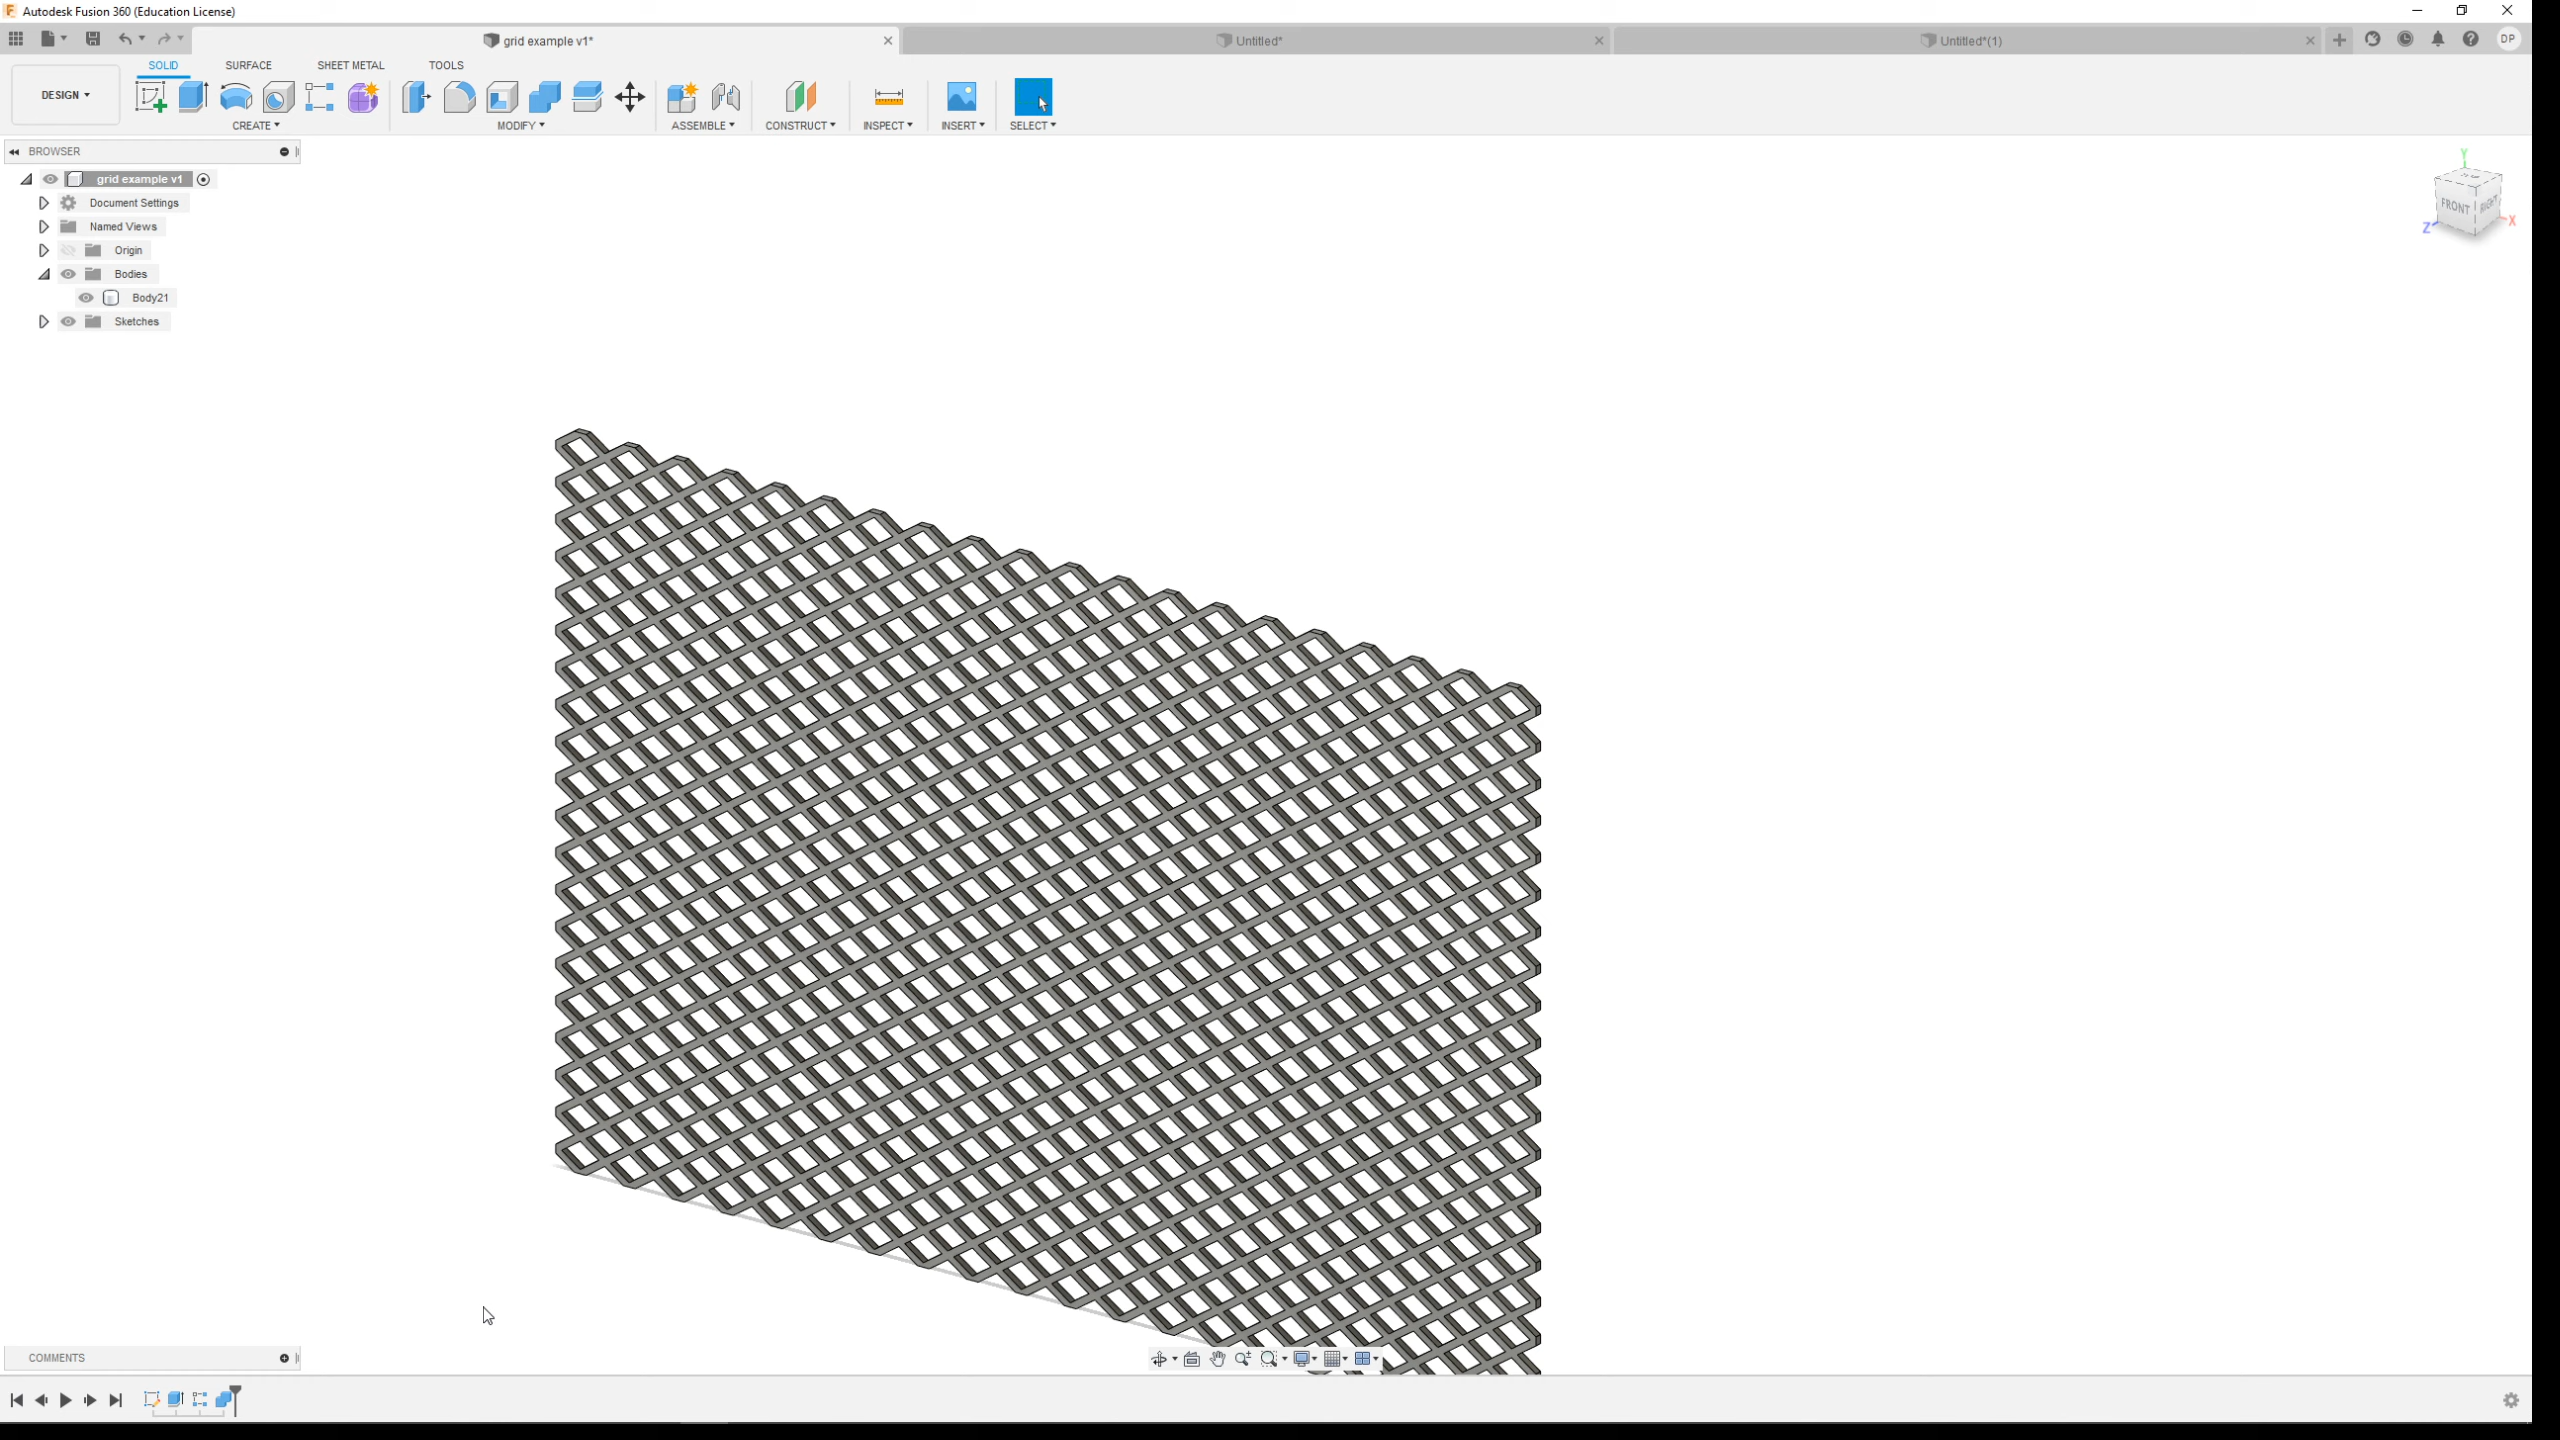 Autodesk Fusion 360 (Education License)
grid example v1*
Untitled*
Untitled*(1)
DP
DESIGN
SOLID
SURFACE
SHEET METAL
TOOLS
CREATE
MODIFY
ASSEMBLE
CONSTRUCT
INSPECT
INSERT
SELECT
BROWSER
grid example v1
Document Settings
Named Views
Origin
Bodies
Body21
Sketches
Y
FRONT
RIGHT
Z
X
COMMENTS